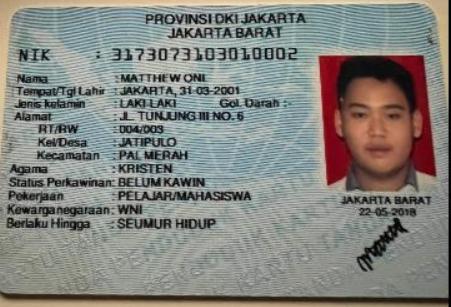 PROVINSI DKI JAKARTA
JAKARTA BARAT
NIK : 3173073103010002
Nama : MATTHEW ONI
Tempat/Tgl Lahir : JAKARTA, 31-03-2001
Jenis kelamin : LAKI-LAKI Gol. Darah : -
Alamat : JL. TUNJUNG III NO. 6
RT/RW : 004/003
Kel/Desa : JATIPULO
Kecamatan : PAL MERAH
Agama : KRISTEN
Status Perkawinan: BELUM KAWIN
Pekerjaan : PELAJAR/MAHASISWA
Kewarganegaraan: WNI
Berlaku Hingga : SEUMUR HIDUP
JAKARTA BARAT
22-05-2018